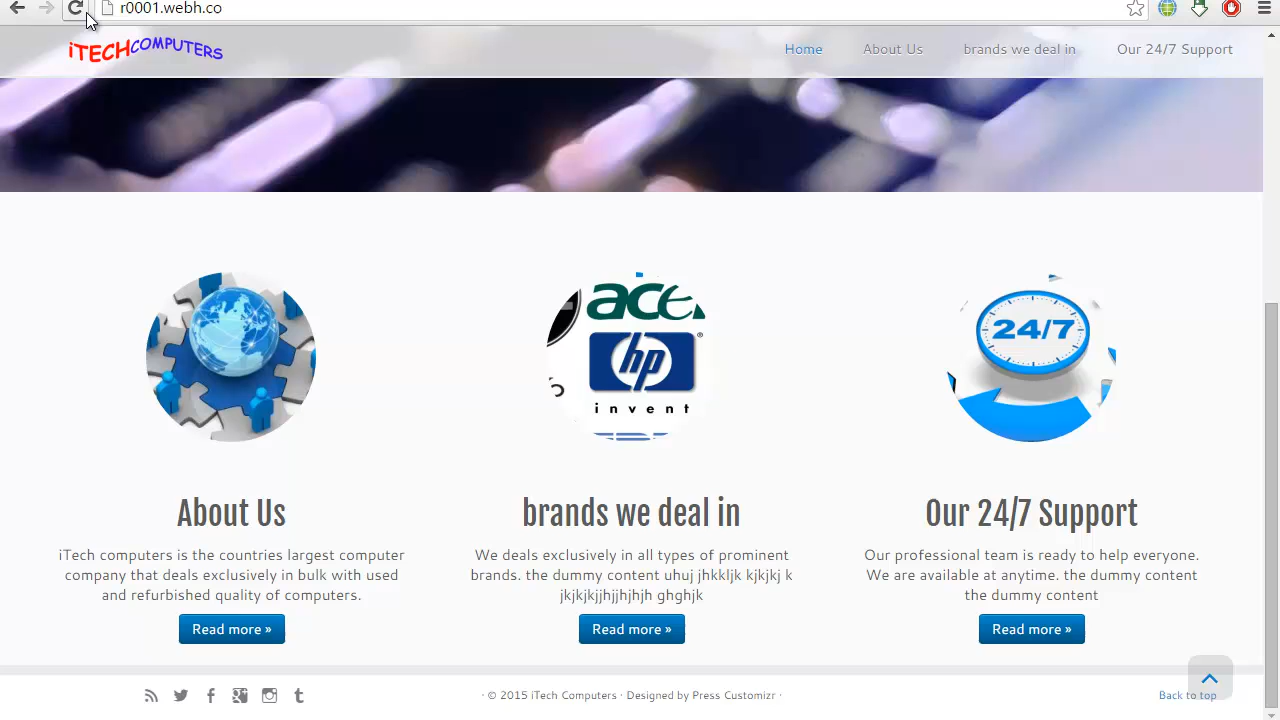 r0001.webh.co
iTECHCOMPUTERS
Home About Us brands we deal in Our 24/7 Support
acer
hp
®
invent
24/7
About Us
brands we deal in
Our 24/7 Support
iTech computers is the countries largest computer
company that deals exclusively in bulk with used
and refurbished quality of computers.
We deals exclusively in all types of prominent
brands. the dummy content uhuj jhkkljk kjkjkj k
jkjkjkjjhjjhjhjh ghghjk
Our professional team is ready to help everyone.
We are available at anytime. the dummy content
the dummy content
Read more »
Read more »
Read more »
· © 2015 iTech Computers · Designed by Press Customizr ·
Back to top